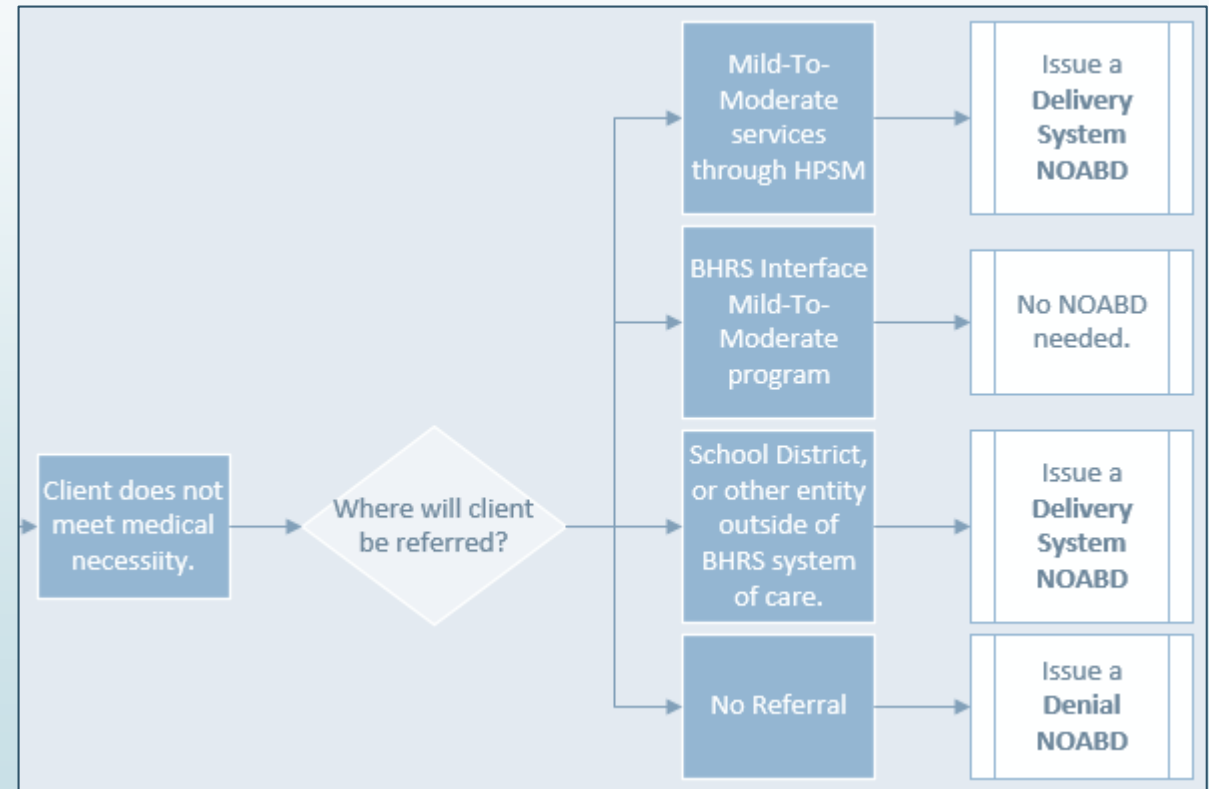 Mild-To-
Moderate
services
through HPSM
Issue a
Delivery
System
NOABD
BHRS Interface
Mild-To-
Moderate
program
No NOABD
needed.
Client does not
meet medical
necessiity.
Where will client
be referred?
School District,
or other entity
outside of
BHRS system
of care.
Issue a
Delivery
System
NOABD
No Referral
Issue a
Denial
NOABD